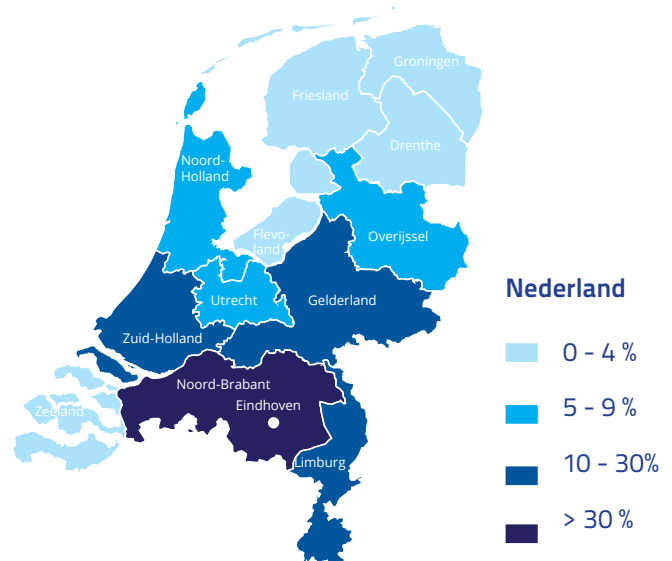 Groningen
Friesland
Drenthe
Noord-
Holland
Flevo-
land
Overijssel
Utrecht
Gelderland
Zuid-Holland
Noord-Brabant
Eindhoven
Zeeland
Limburg
Nederland
0 - 4 %
5 - 9 %
10 - 30%
> 30 %